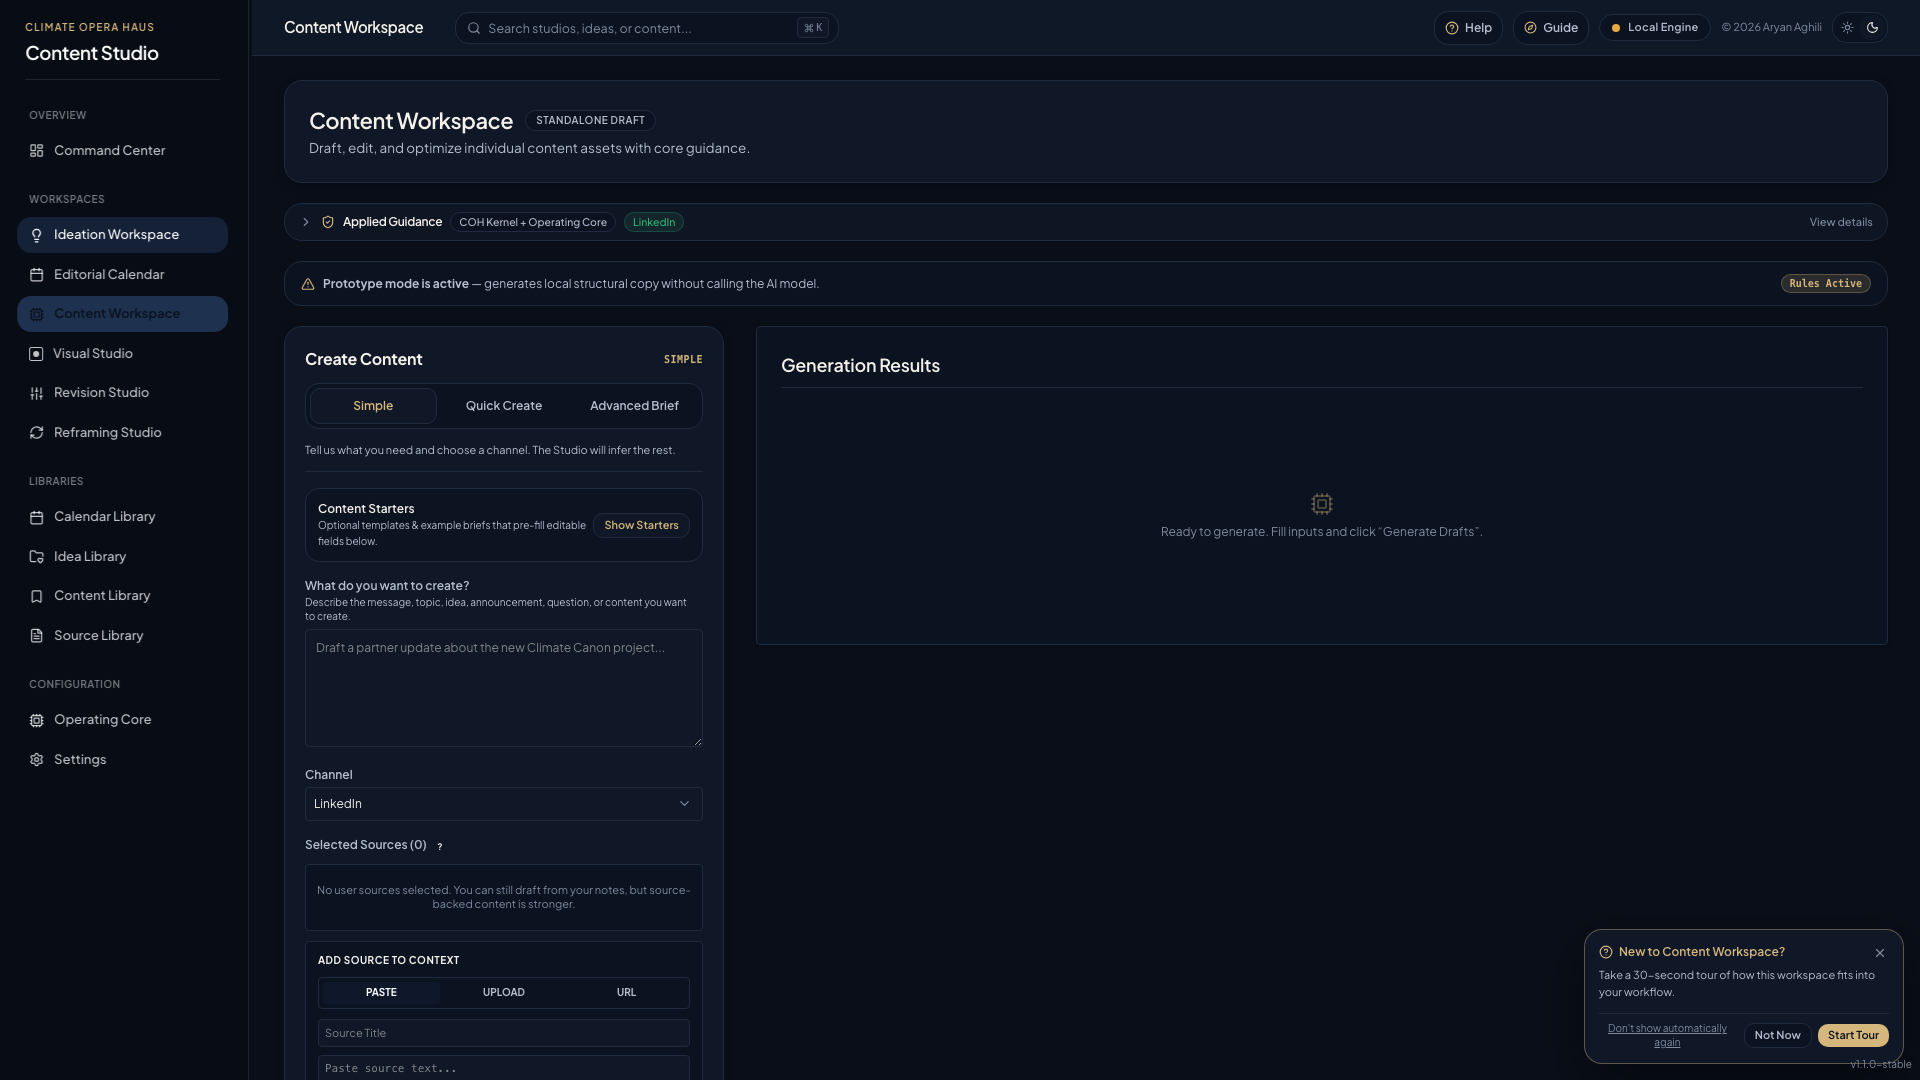 CLIMATE OPERA HAUS
Content Studio
OVERVIEW
Command Center
WORKSPACES
Ideation Workspace
Editorial Calendar
Content Workspace
Visual Studio
Revision Studio
Reframing Studio
LIBRARIES
Calendar Library
Idea Library
Content Library
Source Library
CONFIGURATION
Operating Core
Settings
Content Workspace
Search studios, ideas, or content...
⌘ K
Help
Guide
Local Engine
© 2026 Aryan Aghili
Content Workspace
STANDALONE DRAFT
Draft, edit, and optimize individual content assets with core guidance.
Applied Guidance
COH Kernel + Operating Core
LinkedIn
View details
Prototype mode is active — generates local structural copy without calling the AI model.
Rules Active
Create Content
SIMPLE
Simple
Quick Create
Advanced Brief
Tell us what you need and choose a channel. The Studio will infer the rest.
Content Starters
Optional templates & example briefs that pre-fill editable
fields below.
Show Starters
What do you want to create?
Describe the message, topic, idea, announcement, question, or content you want
to create.
Draft a partner update about the new Climate Canon project...
Channel
LinkedIn
Selected Sources (0)
?
No user sources selected. You can still draft from your notes, but source-
backed content is stronger.
ADD SOURCE TO CONTEXT
PASTE
UPLOAD
URL
Source Title
Paste source text...
Generation Results
Ready to generate. Fill inputs and click “Generate Drafts”.
New to Content Workspace?
Take a 30-second tour of how this workspace fits into
your workflow.
Don't show automatically
again
Not Now
Start Tour
v1.1.0-stable